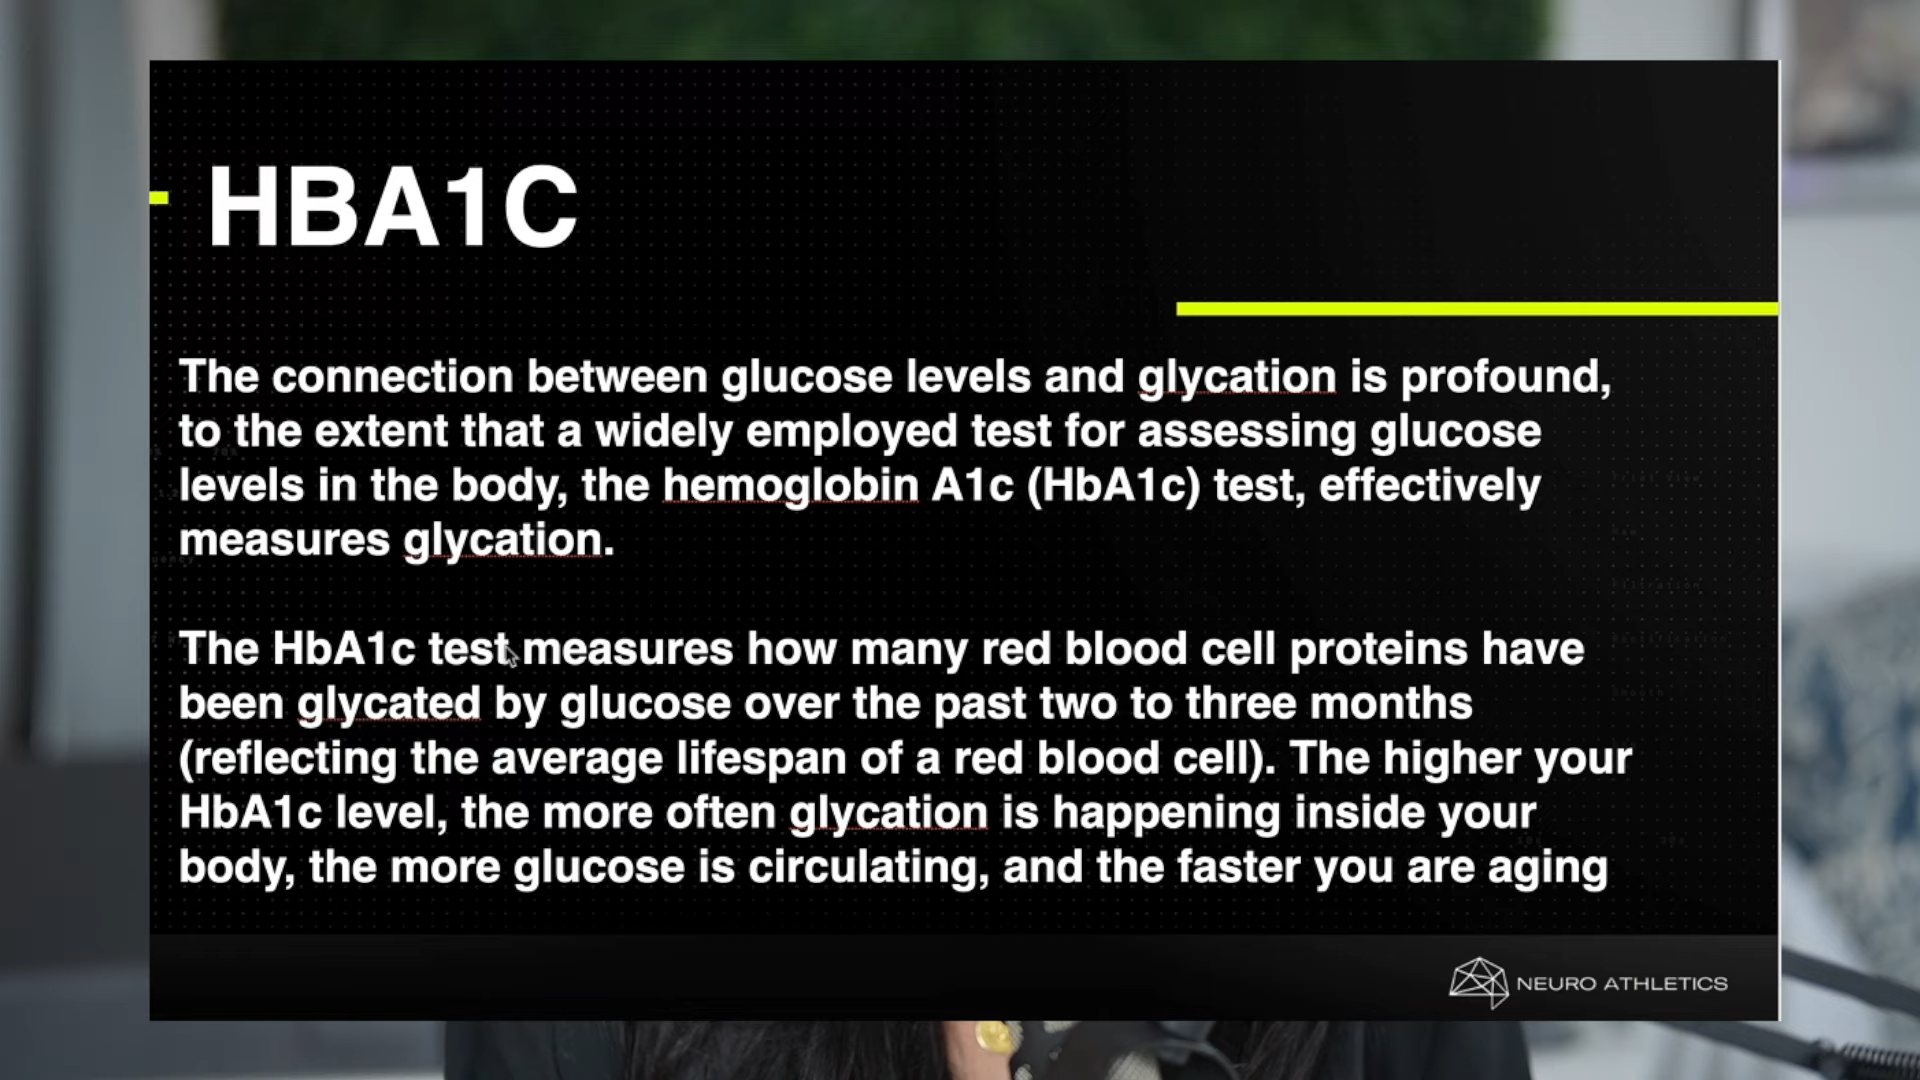 HBA1C
The connection between glucose levels and glycation is profound,
to the extent that a widely employed test for assessing glucose
levels in the body, the hemoglobin A1c (HbA1c) test, effectively
measures glycation.
The HbA1c test measures how many red blood cell proteins have
been glycated by glucose over the past two to three months
(reflecting the average lifespan of a red blood cell). The higher your
HbA1c level, the more often glycation is happening inside your
body, the more glucose is circulating, and the faster you are aging
NEURO ATHLETICS